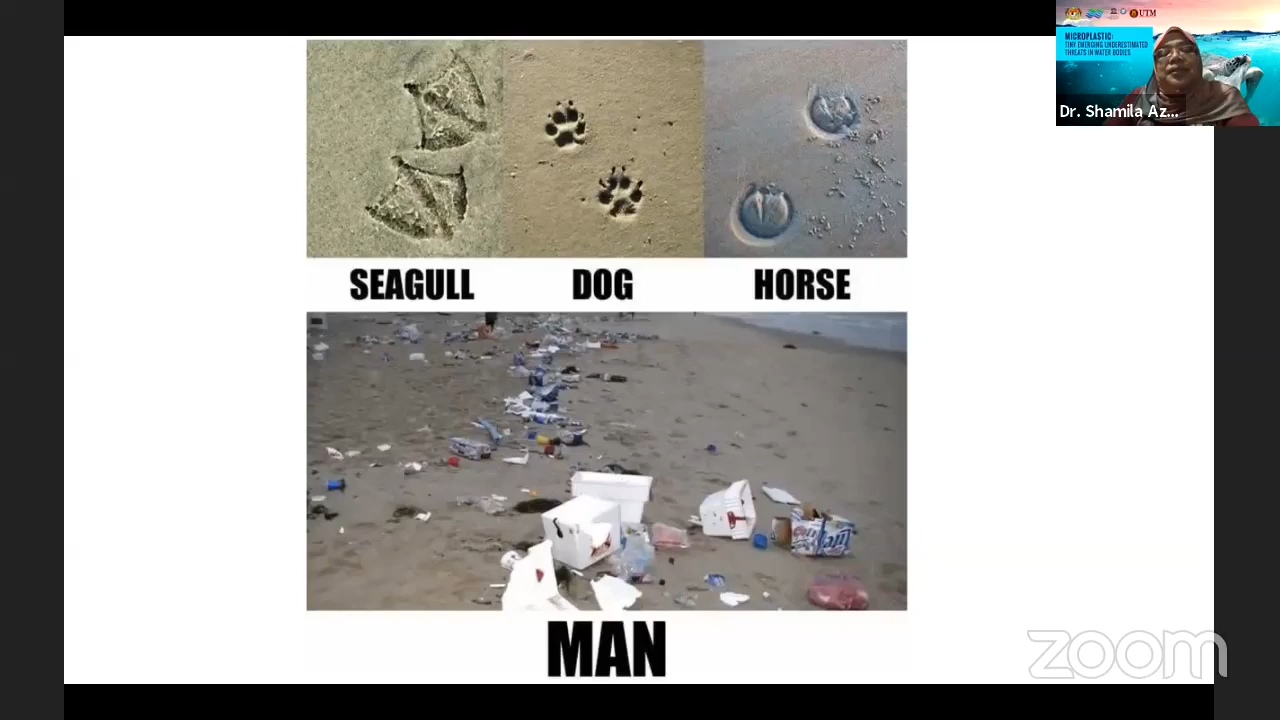 UTM
MICROPLASTIC:
TINY EMERGING UNDERESTIMATED
THREATS IN WATER BODIES
Dr. Shamila Az...
SEAGULL
DOG
HORSE
MAN
zoom